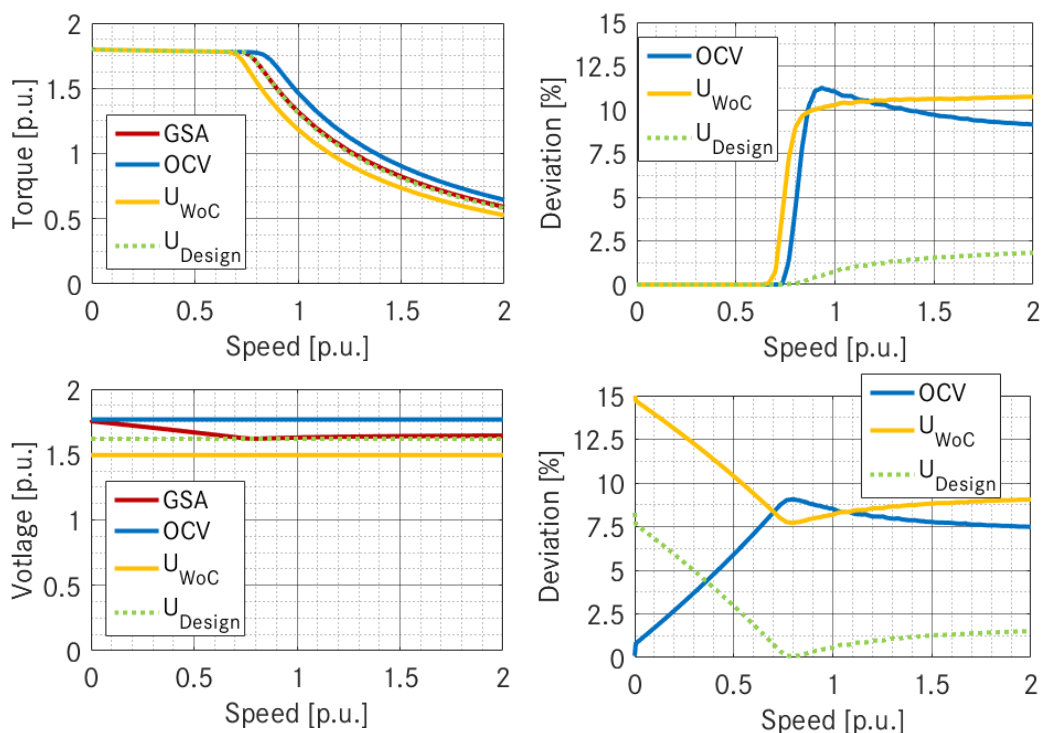 2
1.5
1
0.5
0
Torque [p.u.]
GSA
OCV
U_WoC
U_Design
0 0.5 1 1.5 2
Speed [p.u.]
15
12.5
10
7.5
5
2.5
0
Deviation [%]
OCV
U_WoC
U_Design
0 0.5 1 1.5 2
Speed [p.u.]
2
1.5
1
0.5
0
Votlage [p.u.]
GSA
OCV
U_WoC
U_Design
0 0.5 1 1.5 2
Speed [p.u.]
15
12.5
10
7.5
5
2.5
0
Deviation [%]
OCV
U_WoC
U_Design
0 0.5 1 1.5 2
Speed [p.u.]